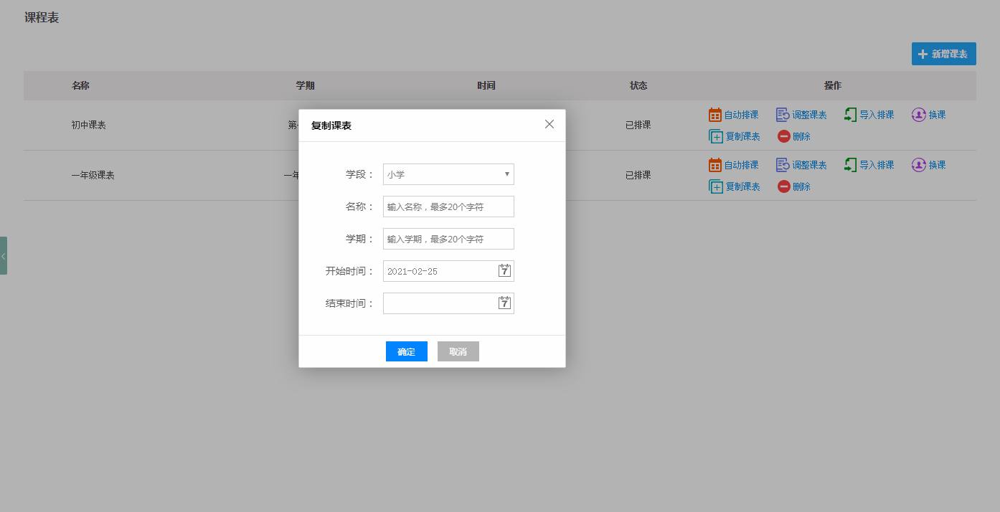 课程表
新增课表
名称 学期 时间 状态 操作
初中课表 第 已排课 自动排课 调整课表 导入排课 换课
复制课表 删除
一年级课表 一年 已排课 自动排课 调整课表 导入排课 换课
复制课表 删除
复制课表
学段： 小学
名称： 输入名称，最多20个字符
学期： 输入学期，最多20个字符
开始时间： 2021-02-25 7
结束时间： 7
确定 取消